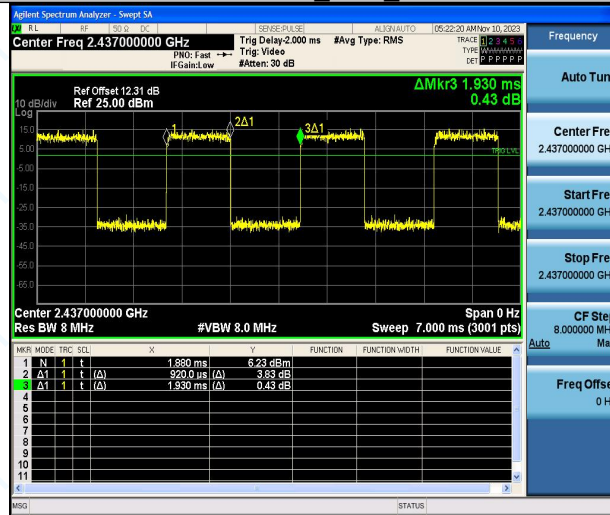 Agilent Spectrum Analyzer - Swept SA
RL RF 50 Ω DC SENSE:PULSE ALIGNAUTO 05:22:20 AM Nov 10, 2023
Center Freq 2.437000000 GHz
PNO: Fast
IFGain:Low
Trig Delay-2.000 ms
Trig: Video
#Atten: 30 dB
#Avg Type: RMS
TRACE 1 2 3 4 5 6
TYPE
DET P P P P P P
Ref Offset 12.31 dB
Ref 25.00 dBm
ΔMkr3 1.930 ms
0.43 dB
10 dB/div
Log
15.0
5.00
-5.00
-15.0
-25.0
-35.0
-45.0
-55.0
-65.0
1
2Δ1
3Δ1
TRIG LVL
Center 2.437000000 GHz Span 0 Hz
Res BW 8 MHz #VBW 8.0 MHz Sweep 7.000 ms (3001 pts)
MKR MODE TRC SCL X Y FUNCTION FUNCTION WIDTH FUNCTION VALUE
1 N 1 t 1.880 ms 6.23 dBm
2 Δ1 1 t (Δ) 920.0 µs (Δ) 3.83 dB
3 Δ1 1 t (Δ) 1.930 ms (Δ) 0.43 dB
4
5
6
7
8
9
10
11
MSG STATUS
Frequency
Auto Tun
Center Fre
2.437000000 GH
Start Fre
2.437000000 GH
Stop Fre
2.437000000 GH
CF Step
8.000000 MH
Auto Ma
Freq Offse
0 H